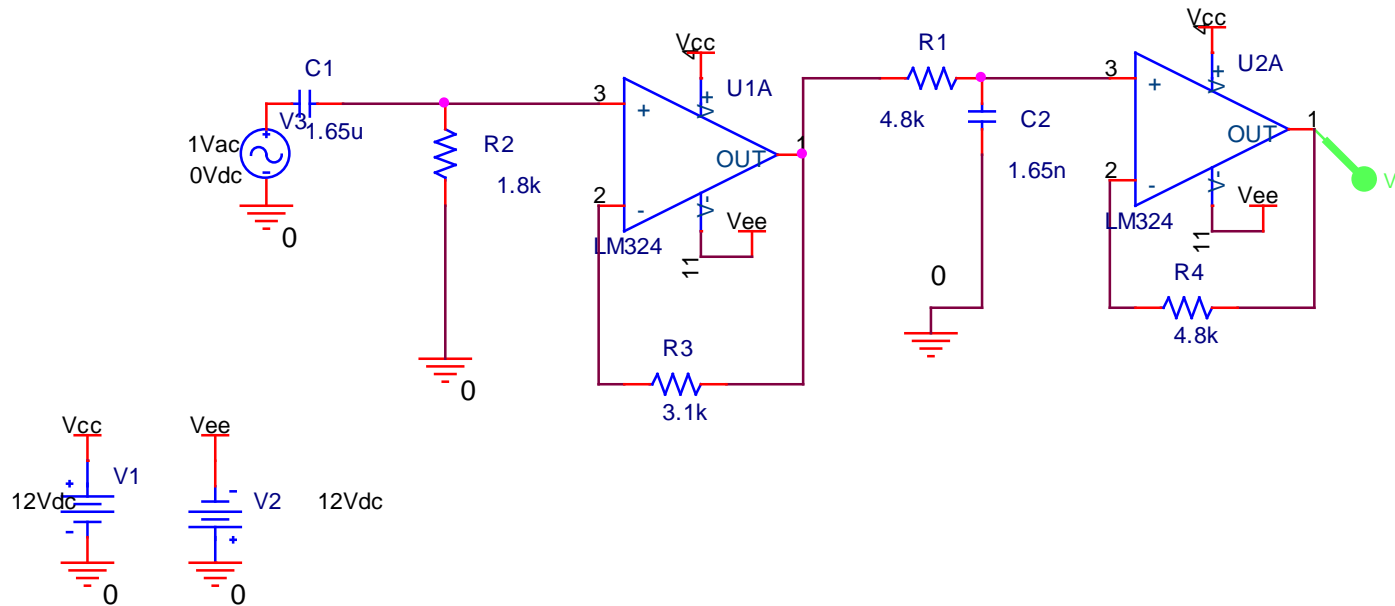 Vcc
4
Vcc
4
C1
R1
3
U1A
3
U2A
V+
V+
+
+
V3
1.65u
4.8k
C2
1
1Vac
R2
1
OUT
OUT
0Vdc
1.8k
1.65n
V
2
2
-
-
V-
V-
Vee
Vee
LM324
LM324
11
11
0
0
R4
4.8k
R3
0
3.1k
Vcc
Vee
V1
+
-
12Vdc
V2
12Vdc
-
+
0
0